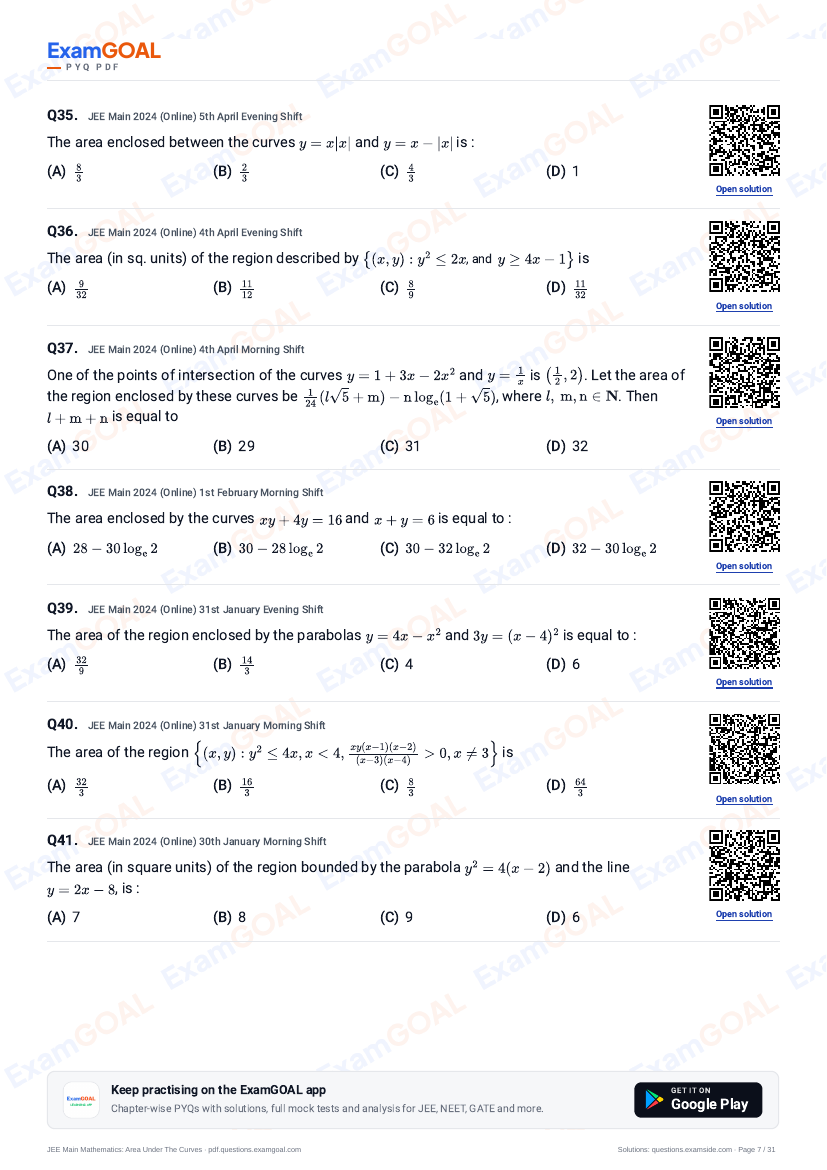 ExamGOAL
PYQ PDF
Q35. JEE Main 2024 (Online) 5th April Evening Shift
The area enclosed between the curves y = x|x| and y = x − |x| is :
(A) 8/3 (B) 2/3 (C) 4/3 (D) 1
Open solution
Q36. JEE Main 2024 (Online) 4th April Evening Shift
The area (in sq. units) of the region described by {(x, y) : y² ≤ 2x, and y ≥ 4x − 1} is
(A) 9/32 (B) 11/12 (C) 8/9 (D) 11/32
Open solution
Q37. JEE Main 2024 (Online) 4th April Morning Shift
One of the points of intersection of the curves y = 1 + 3x − 2x² and y = 1/x is (1/2, 2). Let the area of
the region enclosed by these curves be 1/24 (l√5 + m) − n logₑ(1 + √5), where l, m, n ∈ N. Then
l + m + n is equal to
(A) 30 (B) 29 (C) 31 (D) 32
Open solution
Q38. JEE Main 2024 (Online) 1st February Morning Shift
The area enclosed by the curves xy + 4y = 16 and x + y = 6 is equal to :
(A) 28 − 30 logₑ 2 (B) 30 − 28 logₑ 2 (C) 30 − 32 logₑ 2 (D) 32 − 30 logₑ 2
Open solution
Q39. JEE Main 2024 (Online) 31st January Evening Shift
The area of the region enclosed by the parabolas y = 4x − x² and 3y = (x − 4)² is equal to :
(A) 32/9 (B) 14/3 (C) 4 (D) 6
Open solution
Q40. JEE Main 2024 (Online) 31st January Morning Shift
The area of the region {(x, y) : y² ≤ 4x, x < 4, xy(x−1)(x−2)/(x−3)(x−4) > 0, x ≠ 3} is
(A) 32/3 (B) 16/3 (C) 8/3 (D) 64/3
Open solution
Q41. JEE Main 2024 (Online) 30th January Morning Shift
The area (in square units) of the region bounded by the parabola y² = 4(x − 2) and the line
y = 2x − 8, is :
(A) 7 (B) 8 (C) 9 (D) 6
Open solution
Keep practising on the ExamGOAL app
Chapter-wise PYQs with solutions, full mock tests and analysis for JEE, NEET, GATE and more.
GET IT ON
Google Play
JEE Main Mathematics: Area Under The Curves · pdf.questions.examgoal.com
Solutions: questions.examside.com · Page 7 / 31